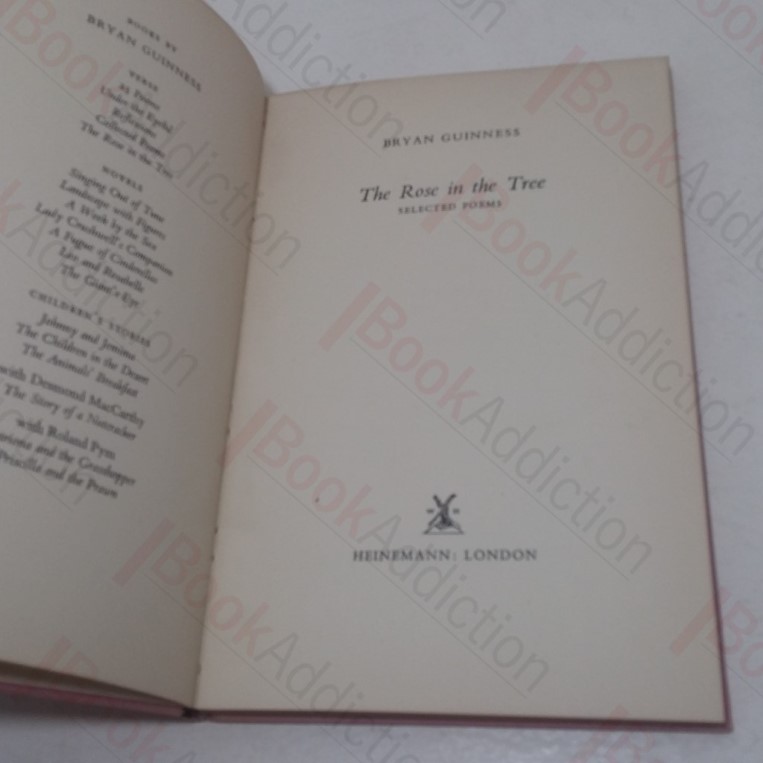 BOOKS BY
BRYAN GUINNESS
VERSE
23 Poems
Under the Eyelid
Reflexions
Collected Poems
The Rose in the Tree
NOVELS
Singing Out of Tune
Landscape with Figures
A Week by the Sea
Lady Crushwell's Companion
A Fugue of Cinderellas
Leo and Rosabelle
The Giant's Eye
CHILDREN'S STORIES
Johnny and Jemima
The Children in the Desert
The Animals' Breakfast
with Desmond MacCarthy
The Story of a Nutcracker
with Roland Pym
and the Grasshopper
Priscilla and the Prawn
BRYAN GUINNESS
The Rose in the Tree
SELECTED POEMS
HEINEMANN: LONDON
BookAddiction